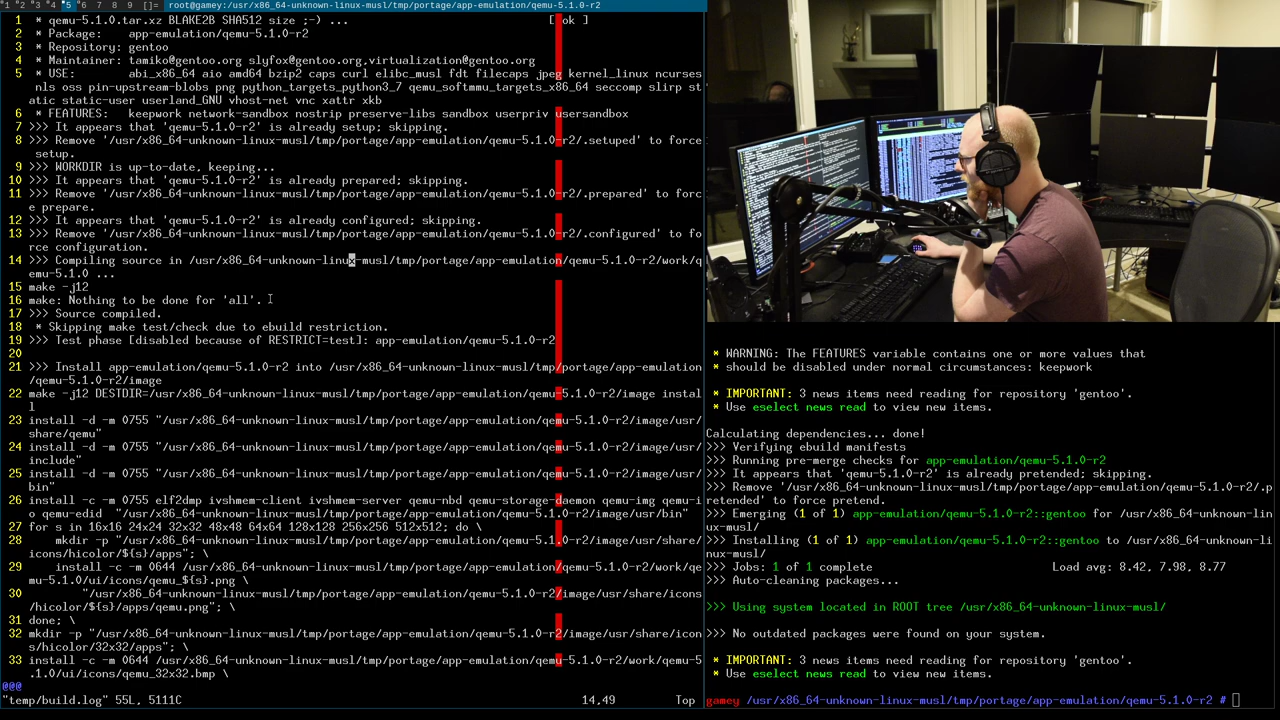 *1 *2 *3 *4 *5 *6 7 8 9 []= root@gamey:/usr/x86_64-unknown-linux-musl/tmp/portage/app-emulation/qemu-5.1.0-r2
1 * qemu-5.1.0.tar.xz BLAKE2B SHA512 size ;-) ... [ ok ]
2 * Package: app-emulation/qemu-5.1.0-r2
3 * Repository: gentoo
4 * Maintainer: tamiko@gentoo.org slyfox@gentoo.org,virtualization@gentoo.org
5 * USE: abi_x86_64 aio amd64 bzip2 caps curl elibc_musl fdt filecaps jpeg kernel_linux ncurses
nls oss pin-upstream-blobs png python_targets_python3_7 qemu_softmmu_targets_x86_64 seccomp slirp st
atic static-user userland_GNU vhost-net vnc xattr xkb
6 * FEATURES: keepwork network-sandbox nostrip preserve-libs sandbox userpriv usersandbox
7 >>> It appears that 'qemu-5.1.0-r2' is already setup; skipping.
8 >>> Remove '/usr/x86_64-unknown-linux-musl/tmp/portage/app-emulation/qemu-5.1.0-r2/.setuped' to force
setup.
9 >>> WORKDIR is up-to-date, keeping...
10 >>> It appears that 'qemu-5.1.0-r2' is already prepared; skipping.
11 >>> Remove '/usr/x86_64-unknown-linux-musl/tmp/portage/app-emulation/qemu-5.1.0-r2/.prepared' to forc
e prepare.
12 >>> It appears that 'qemu-5.1.0-r2' is already configured; skipping.
13 >>> Remove '/usr/x86_64-unknown-linux-musl/tmp/portage/app-emulation/qemu-5.1.0-r2/.configured' to fo
rce configuration.
14 >>> Compiling source in /usr/x86_64-unknown-linux-musl/tmp/portage/app-emulation/qemu-5.1.0-r2/work/q
emu-5.1.0 ...
15 make -j12
16 make: Nothing to be done for 'all'.
17 >>> Source compiled.
18 * Skipping make test/check due to ebuild restriction.
19 >>> Test phase [disabled because of RESTRICT=test]: app-emulation/qemu-5.1.0-r2
20
21 >>> Install app-emulation/qemu-5.1.0-r2 into /usr/x86_64-unknown-linux-musl/tmp/portage/app-emulation
/qemu-5.1.0-r2/image
22 make -j12 DESTDIR=/usr/x86_64-unknown-linux-musl/tmp/portage/app-emulation/qemu-5.1.0-r2/image instal
l
23 install -d -m 0755 "/usr/x86_64-unknown-linux-musl/tmp/portage/app-emulation/qemu-5.1.0-r2/image/usr/
share/qemu"
24 install -d -m 0755 "/usr/x86_64-unknown-linux-musl/tmp/portage/app-emulation/qemu-5.1.0-r2/image/usr/
include"
25 install -d -m 0755 "/usr/x86_64-unknown-linux-musl/tmp/portage/app-emulation/qemu-5.1.0-r2/image/usr/
bin"
26 install -c -m 0755 elf2dmp ivshmem-client ivshmem-server qemu-nbd qemu-storage-daemon qemu-img qemu-i
o qemu-edid "/usr/x86_64-unknown-linux-musl/tmp/portage/app-emulation/qemu-5.1.0-r2/image/usr/bin"
27 for s in 16x16 24x24 32x32 48x48 64x64 128x128 256x256 512x512; do \
28 mkdir -p "/usr/x86_64-unknown-linux-musl/tmp/portage/app-emulation/qemu-5.1.0-r2/image/usr/share/
icons/hicolor/${s}/apps"; \
29 install -c -m 0644 /usr/x86_64-unknown-linux-musl/tmp/portage/app-emulation/qemu-5.1.0-r2/work/qe
mu-5.1.0/ui/icons/qemu_${s}.png \
30 "/usr/x86_64-unknown-linux-musl/tmp/portage/app-emulation/qemu-5.1.0-r2/image/usr/share/icons
/hicolor/${s}/apps/qemu.png"; \
31 done; \
32 mkdir -p "/usr/x86_64-unknown-linux-musl/tmp/portage/app-emulation/qemu-5.1.0-r2/image/usr/share/icon
s/hicolor/32x32/apps"; \
33 install -c -m 0644 /usr/x86_64-unknown-linux-musl/tmp/portage/app-emulation/qemu-5.1.0-r2/work/qemu-5
.1.0/ui/icons/qemu_32x32.bmp \
@@@
"temp/build.log" 55L, 5111C 14,49 Top
* WARNING: The FEATURES variable contains one or more values that
* should be disabled under normal circumstances: keepwork
* IMPORTANT: 3 news items need reading for repository 'gentoo'.
* Use eselect news read to view new items.
Calculating dependencies... done!
>>> Verifying ebuild manifests
>>> Running pre-merge checks for app-emulation/qemu-5.1.0-r2
>>> It appears that 'qemu-5.1.0-r2' is already pretended; skipping.
>>> Remove '/usr/x86_64-unknown-linux-musl/tmp/portage/app-emulation/qemu-5.1.0-r2/.p
retended' to force pretend.
>>> Emerging (1 of 1) app-emulation/qemu-5.1.0-r2::gentoo for /usr/x86_64-unknown-lin
ux-musl/
>>> Installing (1 of 1) app-emulation/qemu-5.1.0-r2::gentoo to /usr/x86_64-unknown-li
nux-musl/
>>> Jobs: 1 of 1 complete Load avg: 8.42, 7.98, 8.77
>>> Auto-cleaning packages...
>>> Using system located in ROOT tree /usr/x86_64-unknown-linux-musl/
>>> No outdated packages were found on your system.
* IMPORTANT: 3 news items need reading for repository 'gentoo'.
* Use eselect news read to view new items.
gamey /usr/x86_64-unknown-linux-musl/tmp/portage/app-emulation/qemu-5.1.0-r2 #